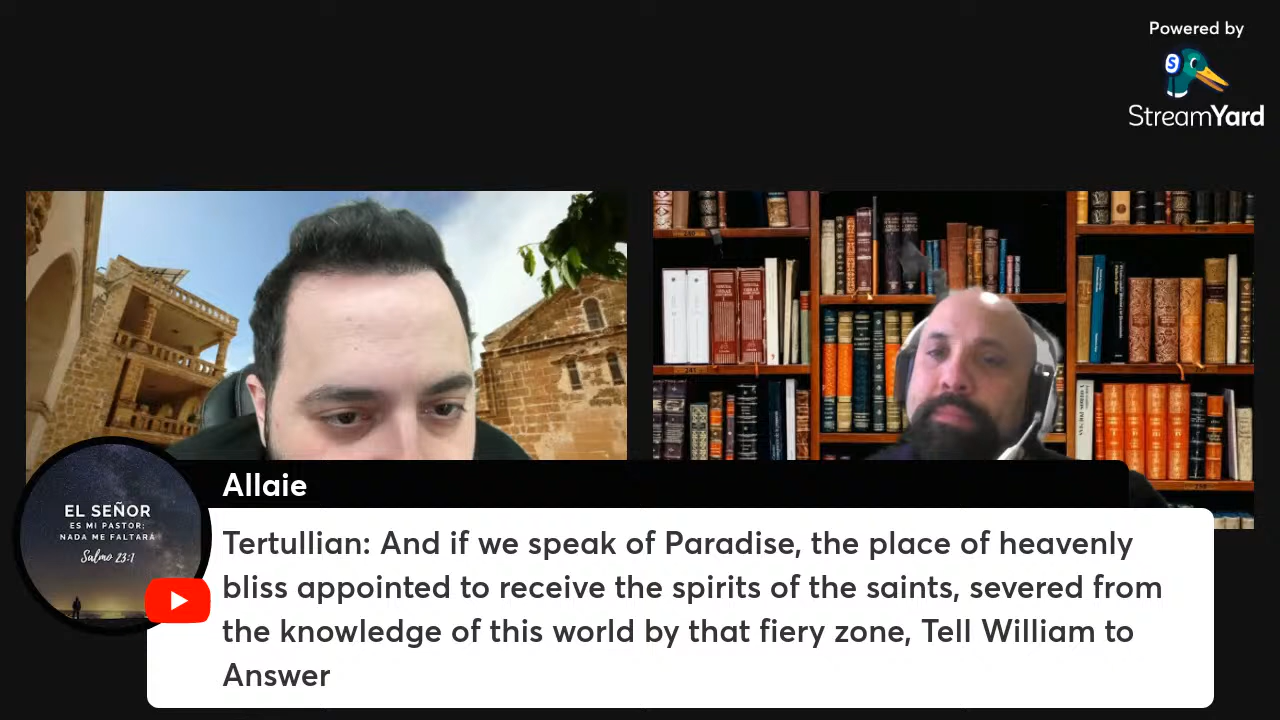 Powered by
StreamYard
Allaie
EL SEÑOR
ES MI PASTOR;
NADA ME FALTARÁ
Salmo 23:1
Tertullian: And if we speak of Paradise, the place of heavenly
bliss appointed to receive the spirits of the saints, severed from
the knowledge of this world by that fiery zone, Tell William to
Answer